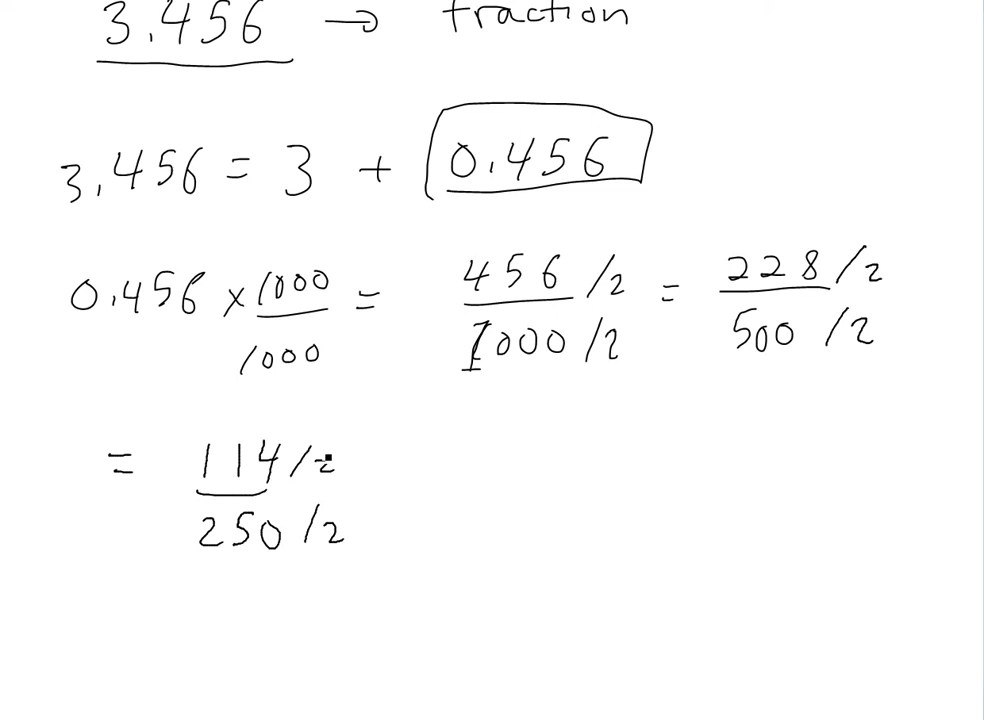 3.456 → fraction
3.456 = 3 + 0.456
0.456 × 1000/1000 = 456/2 / 1000/2 = 228/2 / 500/2
= 114/2 / 250/2